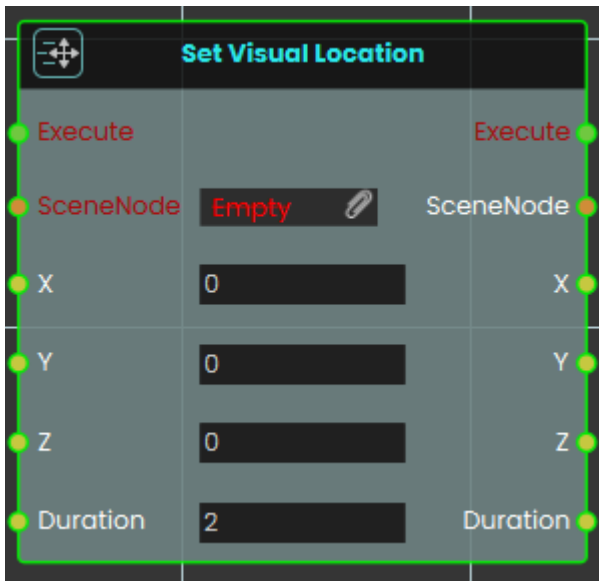 Set Visual Location
Execute Execute
SceneNode Empty SceneNode
X 0 X
Y 0 Y
Z 0 Z
Duration 2 Duration